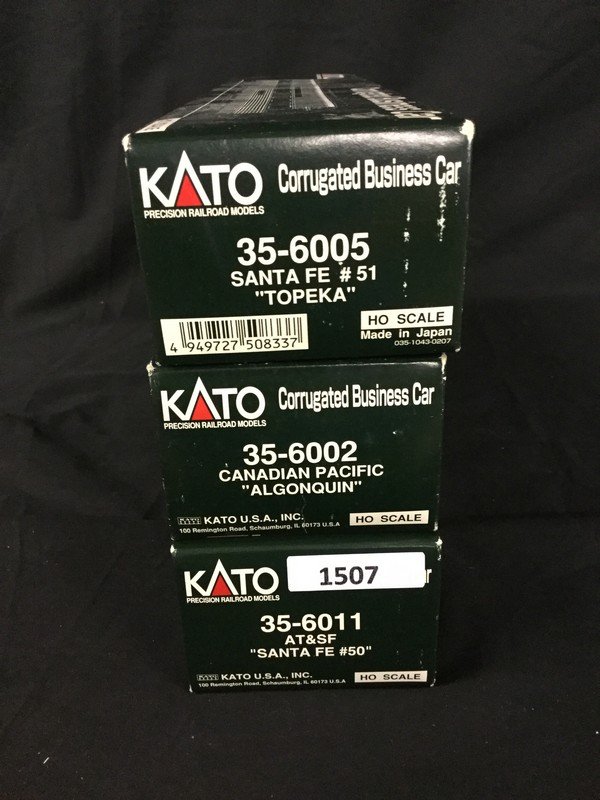 KATO Corrugated Business Car
PRECISION RAILROAD MODELS
35-6005
SANTA FE #51
"TOPEKA"
HO SCALE
Made in Japan
035-1043-0207
4 949727 508337
KATO Corrugated Business Car
PRECISION RAILROAD MODELS
35-6002
CANADIAN PACIFIC
"ALGONQUIN"
KATO KATO U.S.A., INC.
100 Remington Road, Schaumburg, IL 60173 U.S.A
HO SCALE
KATO 1507
PRECISION RAILROAD MODELS
35-6011
AT&SF
"SANTA FE #50"
KATO KATO U.S.A., INC.
100 Remington Road, Schaumburg, IL 60173 U.S.A
HO SCALE